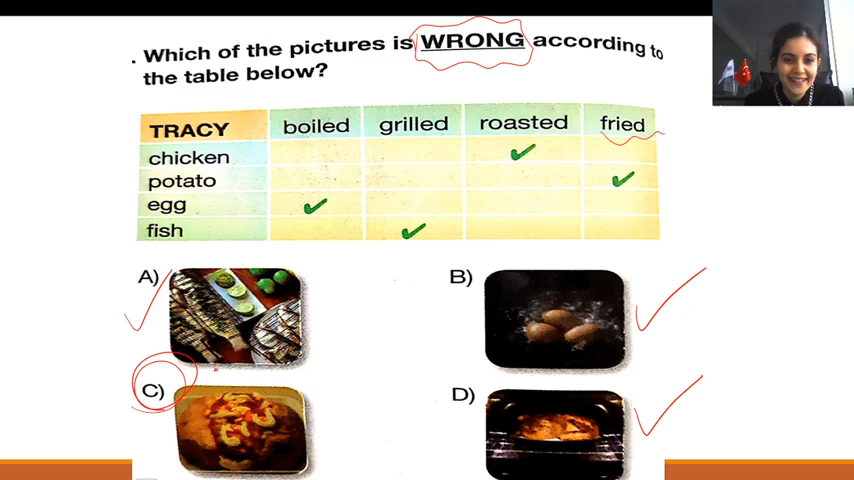 . Which of the pictures is WRONG according to
the table below?
TRACY boiled grilled roasted fried
chicken
potato
egg
fish
A)
B)
C)
D)